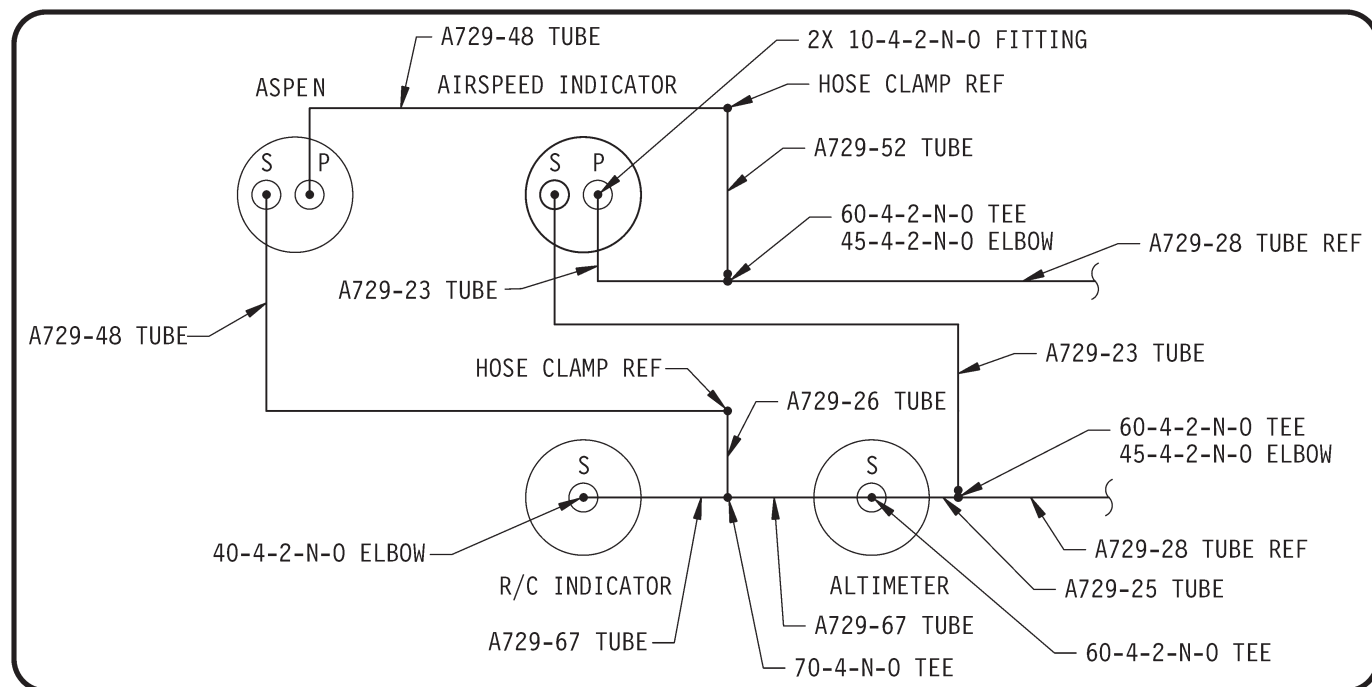 A729-48 TUBE
2X 10-4-2-N-O FITTING
ASPEN
AIRSPEED INDICATOR
HOSE CLAMP REF
S
P
S
P
A729-52 TUBE
60-4-2-N-O TEE
45-4-2-N-O ELBOW
A729-28 TUBE REF
A729-23 TUBE
A729-48 TUBE
A729-23 TUBE
HOSE CLAMP REF
A729-26 TUBE
60-4-2-N-O TEE
45-4-2-N-O ELBOW
S
S
40-4-2-N-O ELBOW
A729-28 TUBE REF
R/C INDICATOR
ALTIMETER
A729-25 TUBE
A729-67 TUBE
A729-67 TUBE
70-4-N-O TEE
60-4-2-N-O TEE